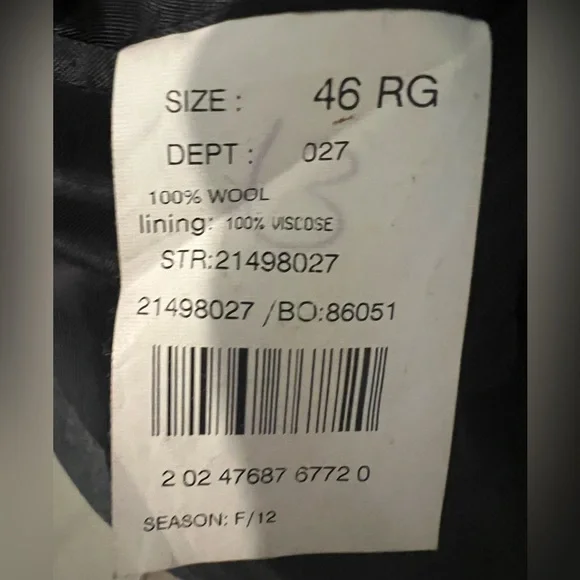 SIZE : 46 RG
DEPT : 027
100% WOOL
lining: 100% VISCOSE
STR:21498027
21498027 /BO:86051
2 02 47687 6772 0
SEASON: F/12